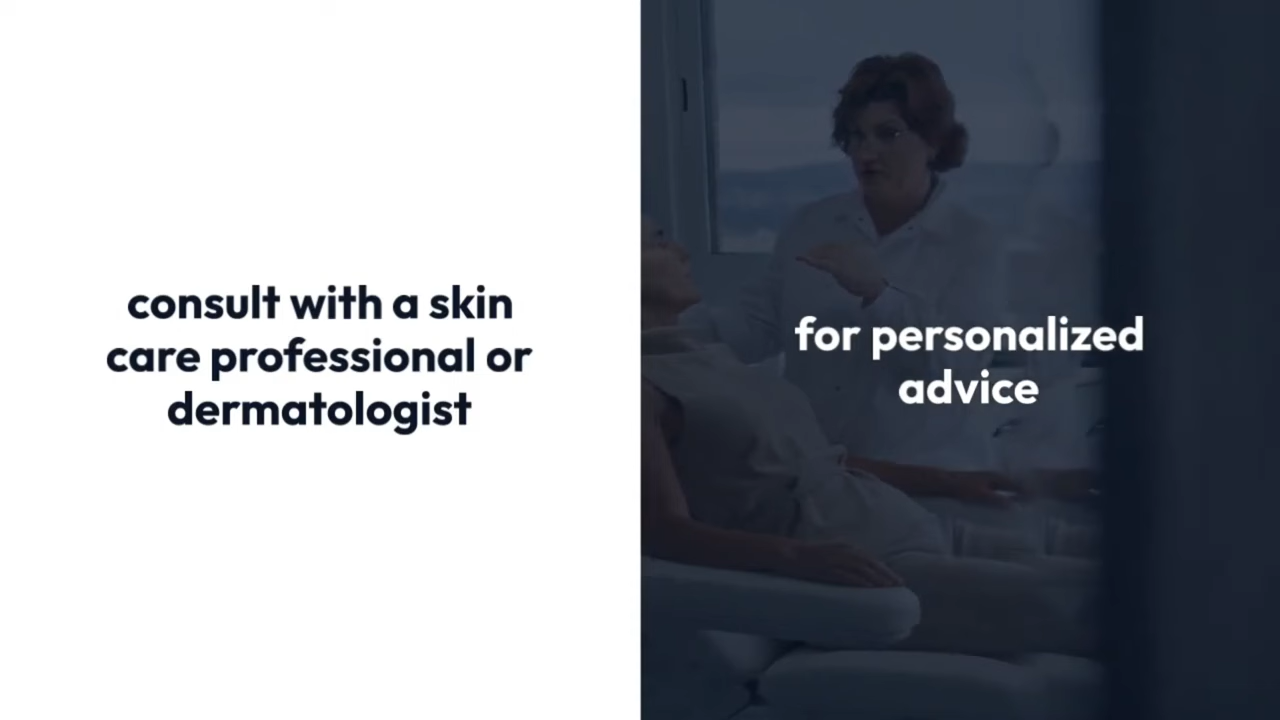 consult with a skin
care professional or
dermatologist
for personalized
advice